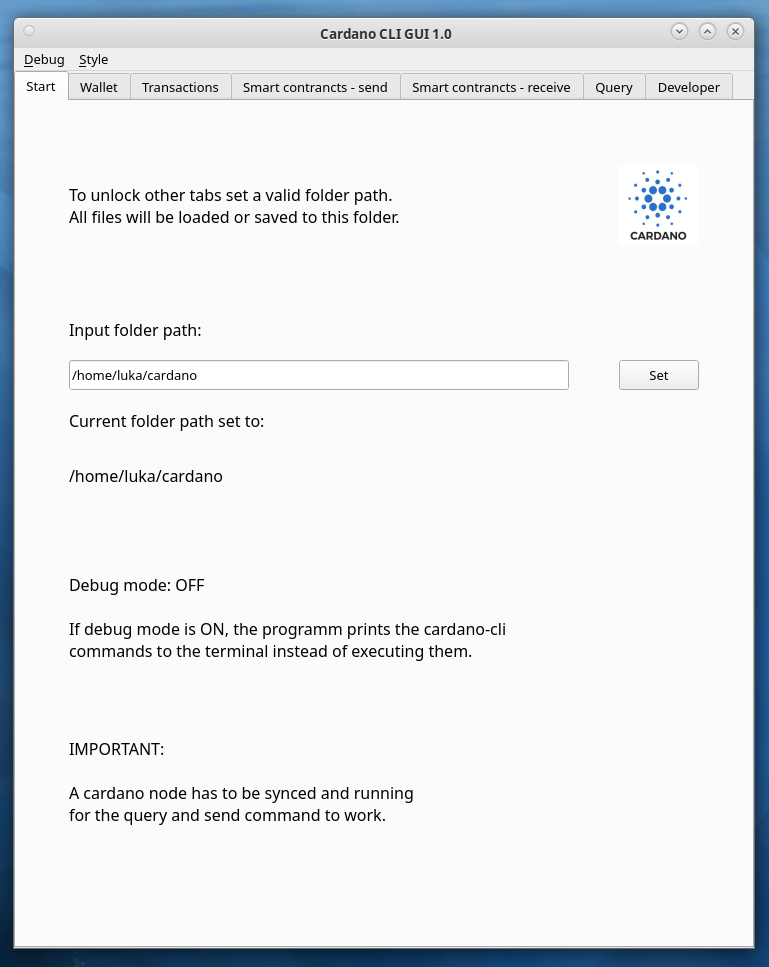 Cardano CLI GUI 1.0
Debug Style
Start Wallet Transactions Smart contrancts - send Smart contrancts - receive Query Developer
To unlock other tabs set a valid folder path.
All files will be loaded or saved to this folder.
CARDANO
Input folder path:
/home/luka/cardano Set
Current folder path set to:
/home/luka/cardano
Debug mode: OFF
If debug mode is ON, the programm prints the cardano-cli
commands to the terminal instead of executing them.
IMPORTANT:
A cardano node has to be synced and running
for the query and send command to work.